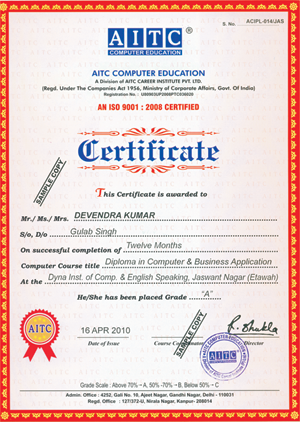 S. No. ACIPL-014/JAS
AITC ®
COMPUTER EDUCATION
AITC COMPUTER EDUCATION
A Division of AITC CAREER INSTITUTE PVT. LTD.
(Regd. Under The Companies Act 1956, Ministry of Corporate Affairs, Govt. Of India)
Registration No. :
AN ISO 9001 : 2008 CERTIFIED
Certificate
SAMPLE COPY
This Certificate is awarded to
Mr./ Ms./ Mrs. DEVENDRA KUMAR
S/o, D/o Gulab Singh
On successful completion of Twelve Months
Computer Course title Diploma in Computer & Business Application
At the Dyna Inst. of Comp. & English Speaking, Jaswant Nagar (Etawah)
He/She has been placed Grade "A"
AITC
16 APR 2010
SAMPLE COPY
R. Shukla
Date of Issue
Course Director
AITC
Grade Scale : Above 70% – A, 50% -70% – B, Below 50% – C
Admin. Office : 4252, Gali No. 10, Ajeet Nagar, Gandhi Nagar, Delhi - 110031
Regd. Office : 127/372-U, Nirala Nagar, Kanpur- 208014